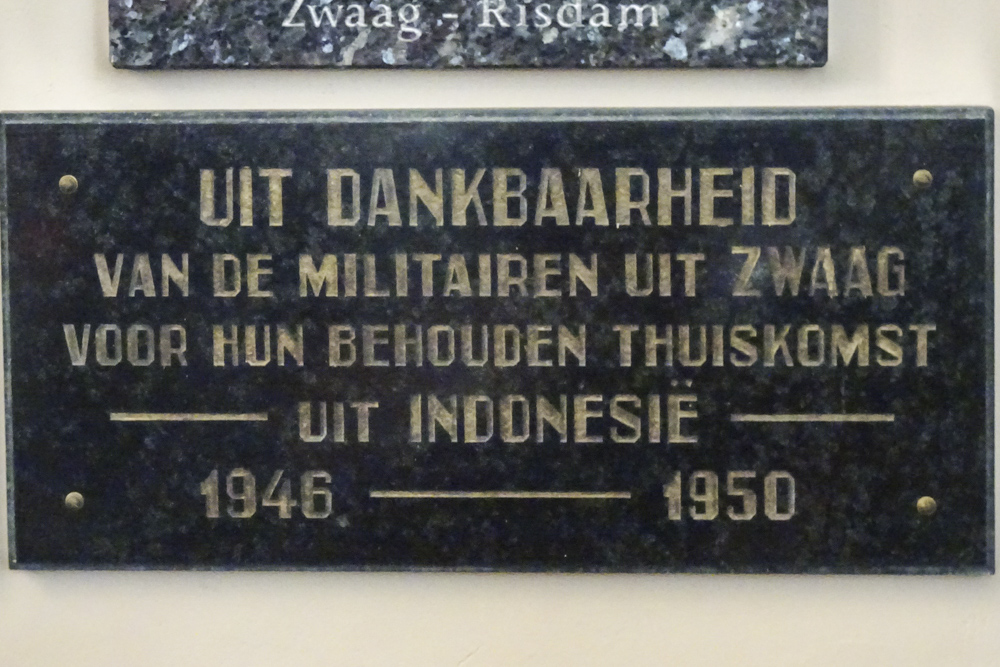 Zwaag - Risdam
UIT DANKBAARHEID
VAN DE MILITAIREN UIT ZWAAG
VOOR HUN BEHOUDEN THUISKOMST
UIT INDONESIË
1946 — 1950